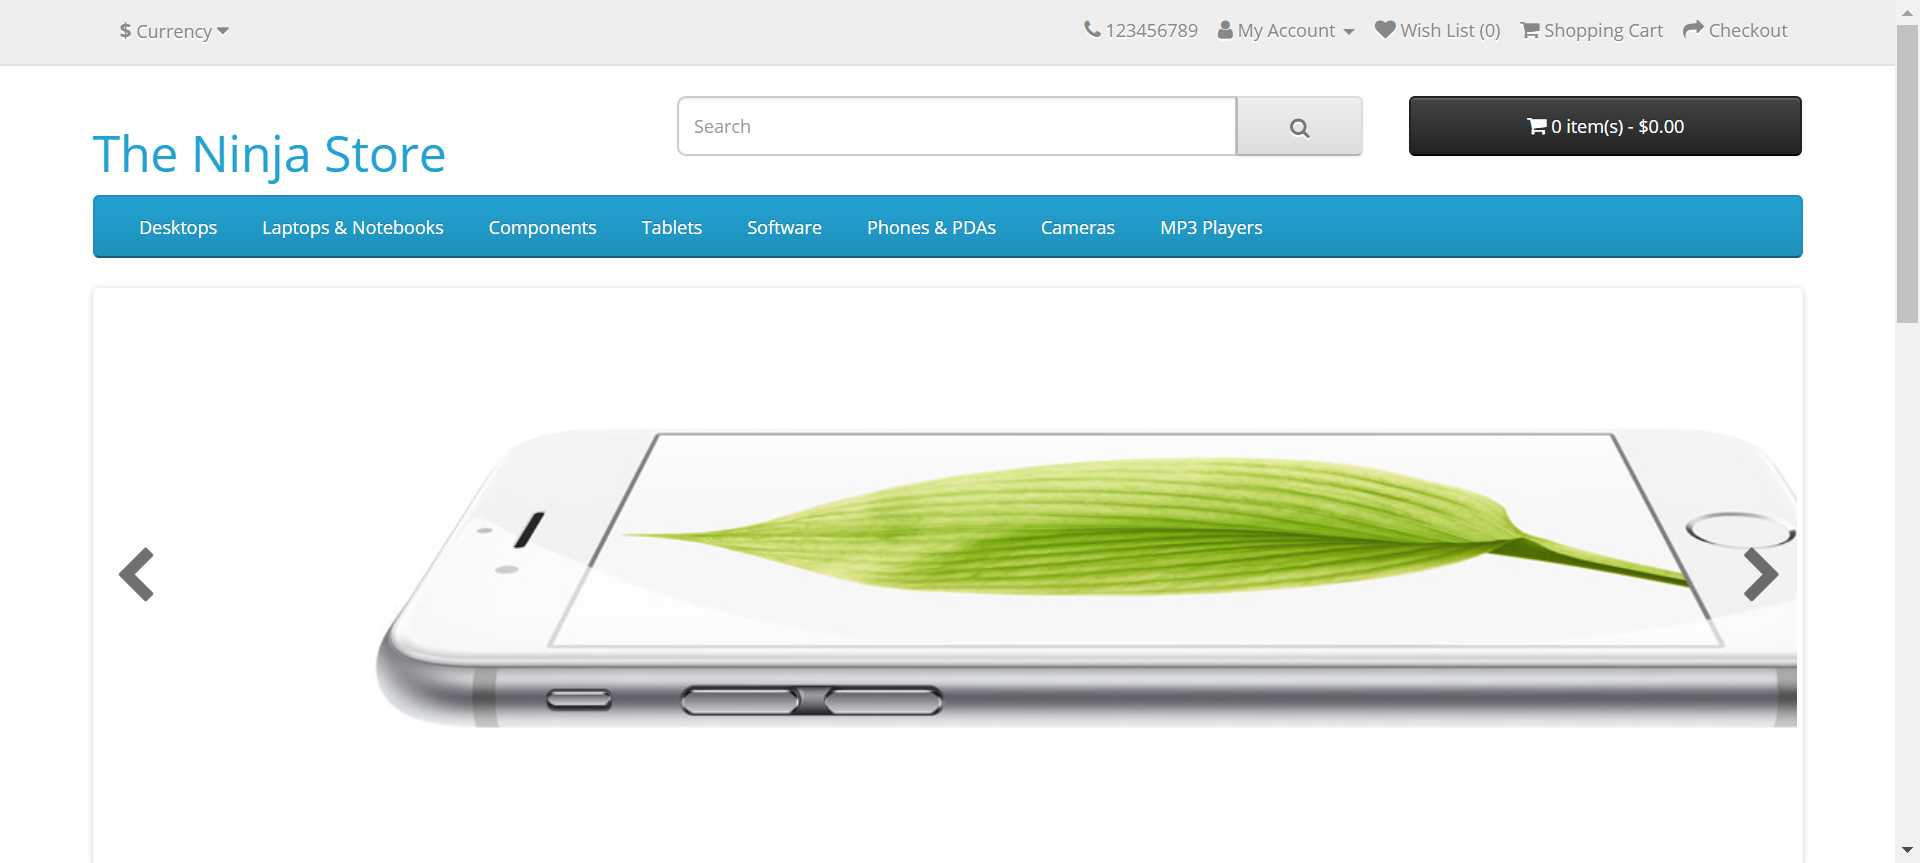 $ Currency 123456789 My Account Wish List (0) Shopping Cart Checkout
Search
0 item(s) - $0.00
The Ninja Store
Desktops Laptops & Notebooks Components Tablets Software Phones & PDAs Cameras MP3 Players